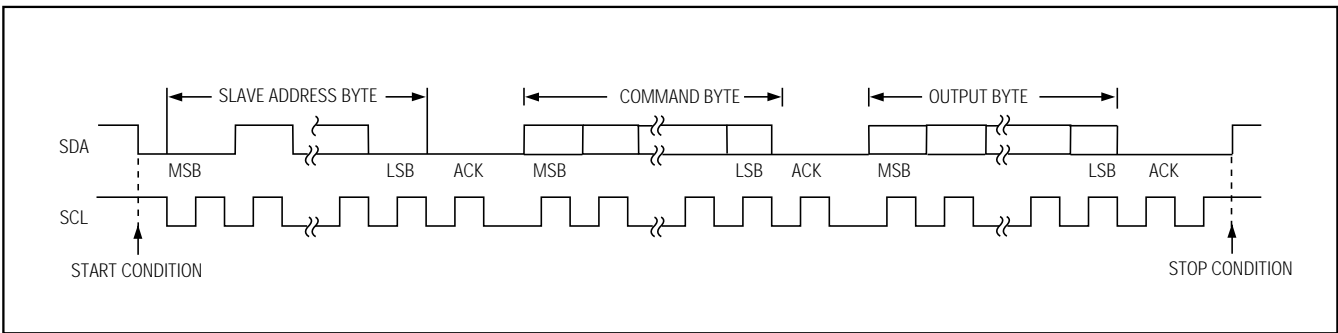 SLAVE ADDRESS BYTE COMMAND BYTE OUTPUT BYTE
SDA
MSB LSB ACK MSB LSB ACK MSB LSB ACK
SCL
START CONDITION STOP CONDITION